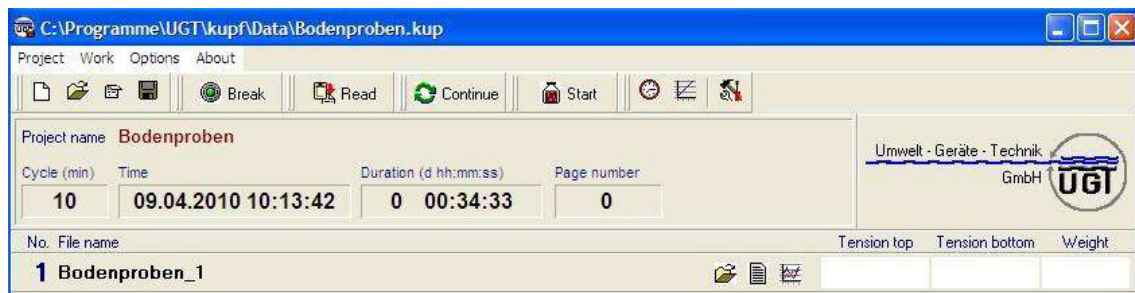 C:\Programme\UGT\kupf\Data\Bodenproben.kup
Project Work Options About
Break Read Continue Start
Project name Bodenproben
Cycle (min) Time Duration (d hh:mm:ss) Page number
10 09.04.2010 10:13:42 0 00:34:33 0
Umwelt - Geräte - Technik
GmbH
UGT
No. File name Tension top Tension bottom Weight
1 Bodenproben_1